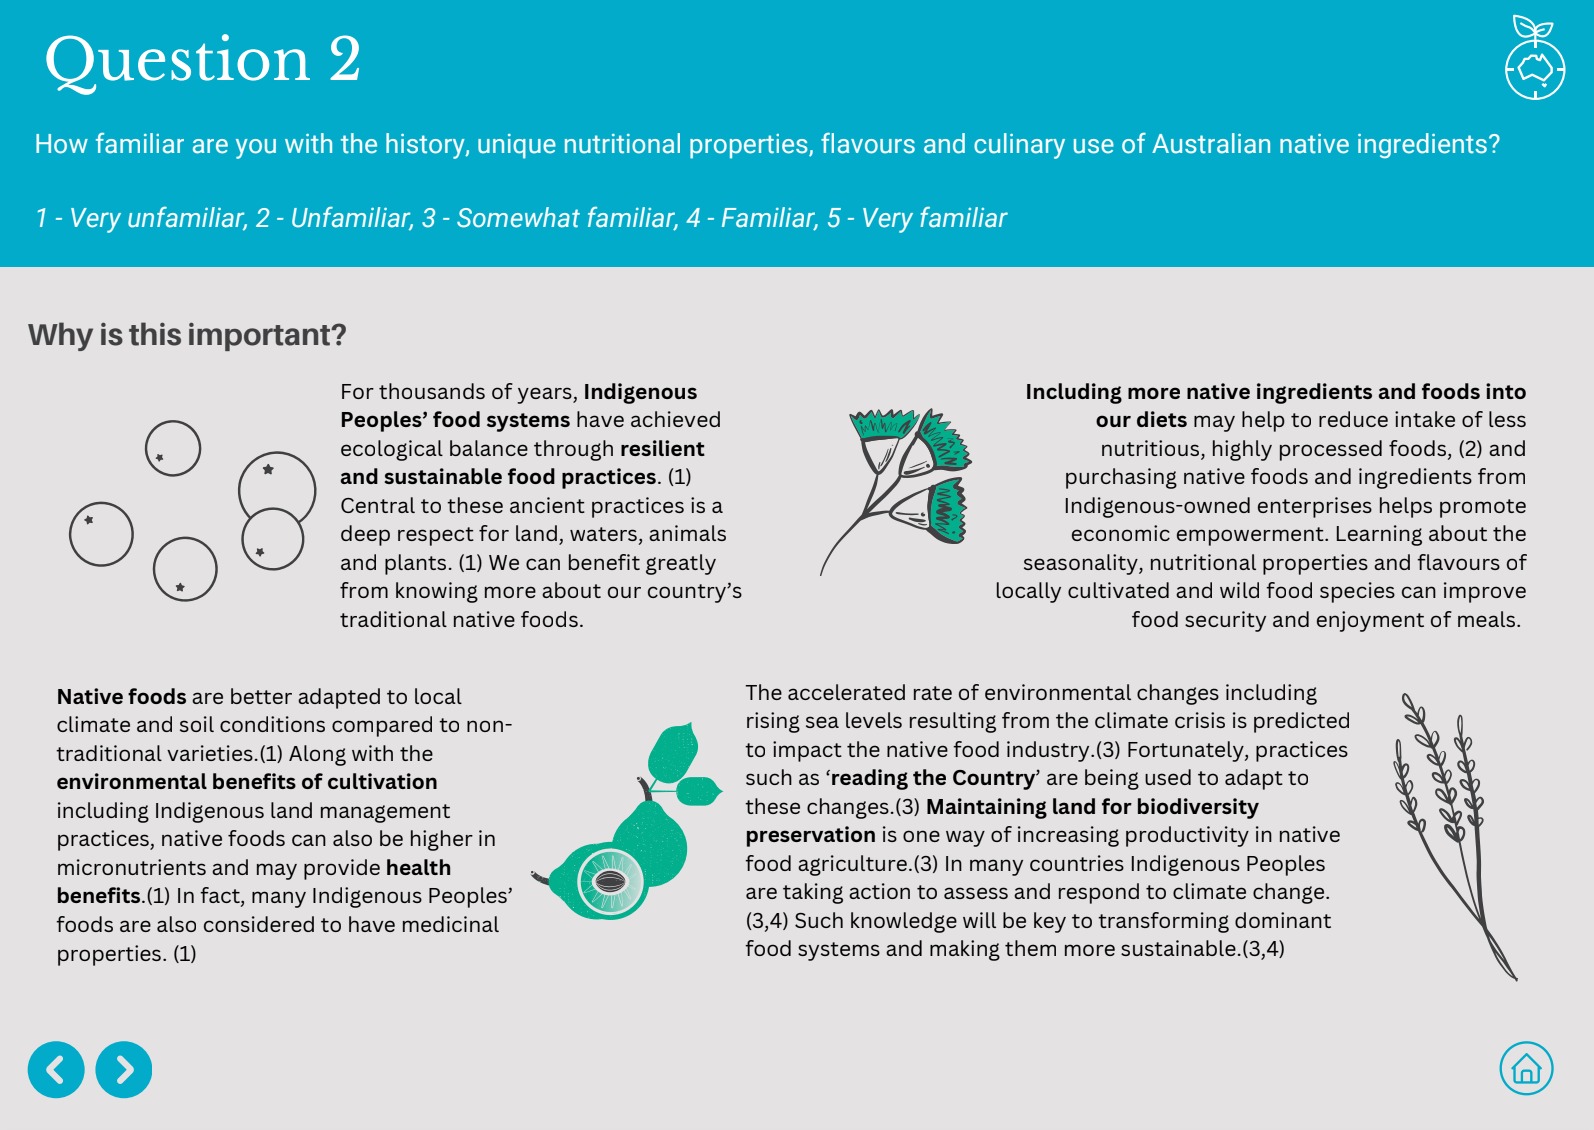 Question 2
How familiar are you with the history, unique nutritional properties, flavours and culinary use of Australian native ingredients?
1 - Very unfamiliar, 2 - Unfamiliar, 3 - Somewhat familiar, 4 - Familiar, 5 - Very familiar
Why is this important?
For thousands of years, Indigenous
Peoples’ food systems have achieved
ecological balance through resilient
and sustainable food practices. (1)
Central to these ancient practices is a
deep respect for land, waters, animals
and plants. (1) We can benefit greatly
from knowing more about our country’s
traditional native foods.
Including more native ingredients and foods into
our diets may help to reduce intake of less
nutritious, highly processed foods, (2) and
purchasing native foods and ingredients from
Indigenous-owned enterprises helps promote
economic empowerment. Learning about the
seasonality, nutritional properties and flavours of
locally cultivated and wild food species can improve
food security and enjoyment of meals.
Native foods are better adapted to local
climate and soil conditions compared to non-
traditional varieties.(1) Along with the
environmental benefits of cultivation
including Indigenous land management
practices, native foods can also be higher in
micronutrients and may provide health
benefits.(1) In fact, many Indigenous Peoples’
foods are also considered to have medicinal
properties. (1)
The accelerated rate of environmental changes including
rising sea levels resulting from the climate crisis is predicted
to impact the native food industry.(3) Fortunately, practices
such as ‘reading the Country’ are being used to adapt to
these changes.(3) Maintaining land for biodiversity
preservation is one way of increasing productivity in native
food agriculture.(3) In many countries Indigenous Peoples
are taking action to assess and respond to climate change.
(3,4) Such knowledge will be key to transforming dominant
food systems and making them more sustainable.(3,4)